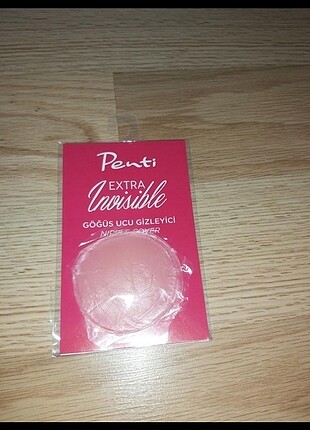 Penti
EXTRA
Invisible
GÖĞÜS UCU GİZLEYİCİ
NIPPLE COVER